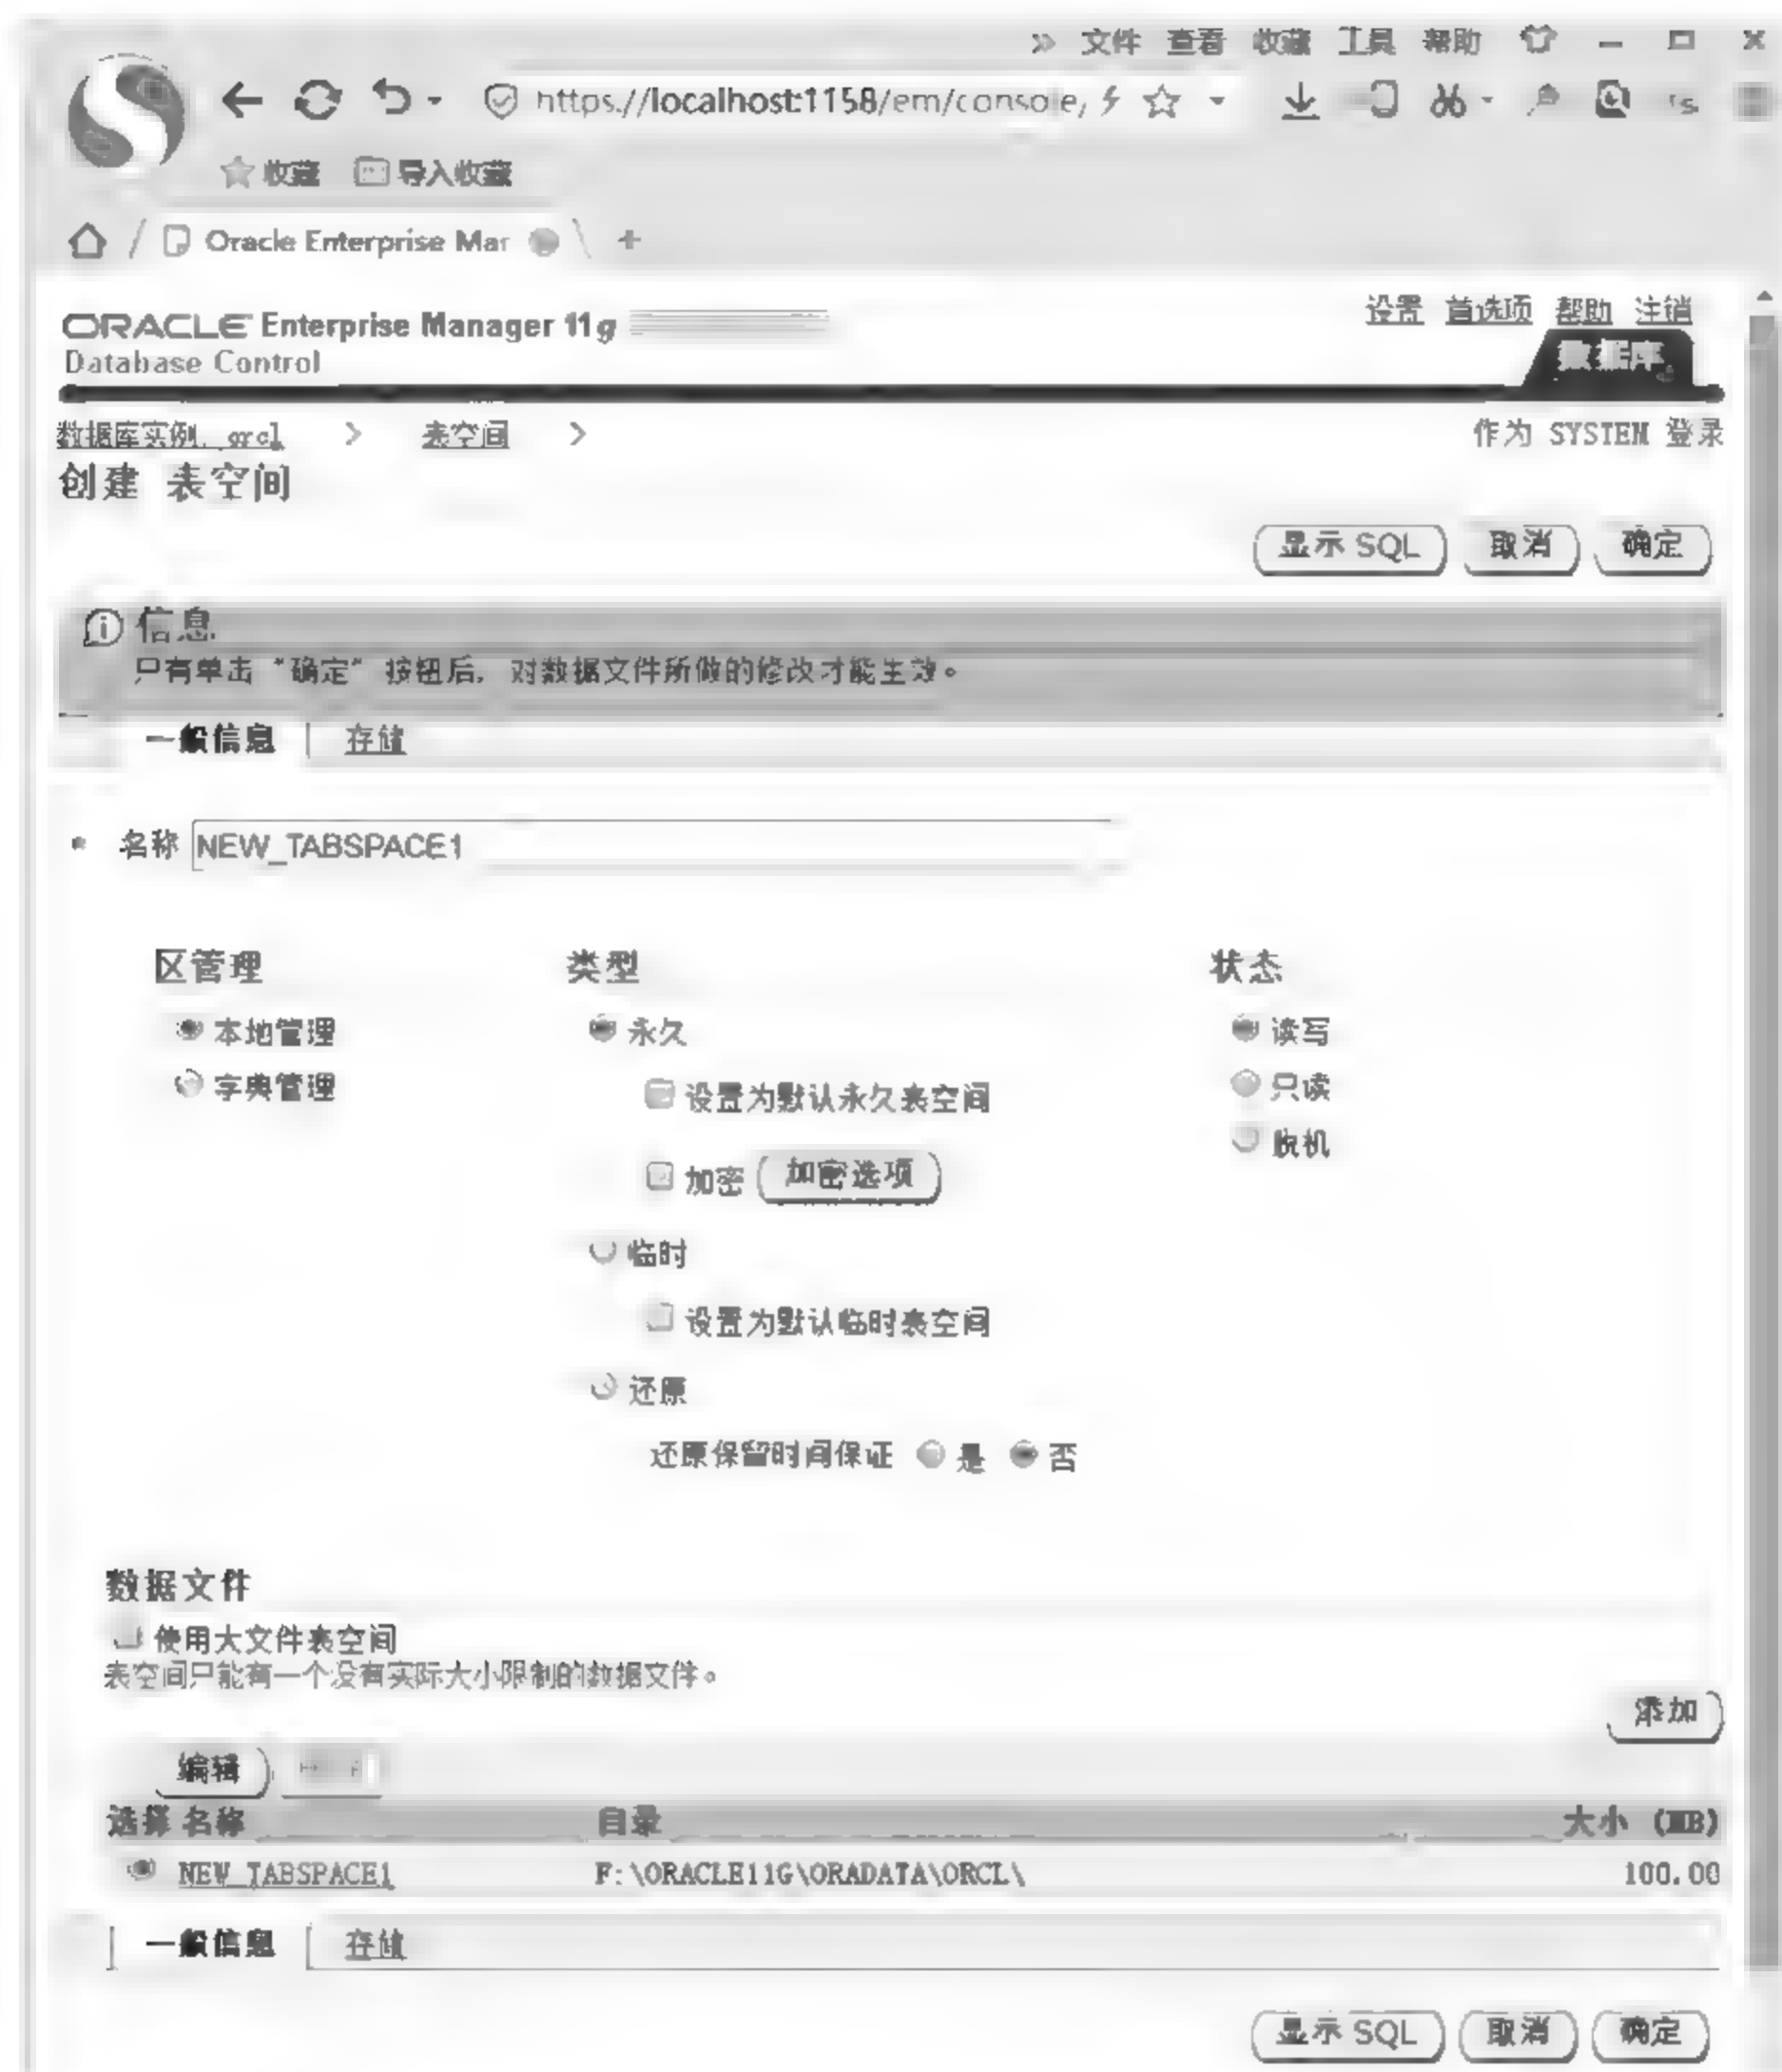 » 文件 查看 收藏 工具 帮助
https://localhost:1158/em/console/
收藏 导入收藏
Oracle Enterprise Mar
ORACLE Enterprise Manager 11g
Database Control
设置 首选项 帮助 注销
数据库
数据库实例: orcl > 表空间 >
作为 SYSTEM 登录
创建 表空间
显示 SQL 取消 确定
信息
只有单击 "确定" 按钮后, 对数据文件所做的修改才能生效。
一般信息 存储
* 名称 NEW_TABSPACE1
区管理 类型 状态
本地管理 永久 读写
字典管理 设置为默认永久表空间 只读
脱机
加密 加密选项
临时
设置为默认临时表空间
还原
还原保留时间保证 是 否
数据文件
使用大文件表空间
表空间只能有一个没有实际大小限制的数据文件。
添加
编辑
选择 名称 目录 大小 (MB)
NEW_TABSPACE1 F:\ORACLE11G\ORADATA\ORCL\ 100.00
一般信息 存储
显示 SQL 取消 确定